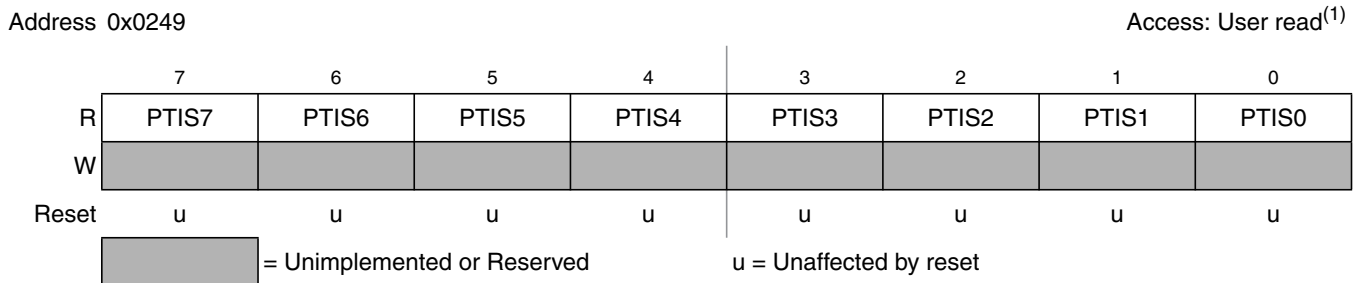 Address 0x0249 Access: User read(1)
7 6 5 4 3 2 1 0
R PTIS7 PTIS6 PTIS5 PTIS4 PTIS3 PTIS2 PTIS1 PTIS0
W
Reset u u u u u u u u
= Unimplemented or Reserved u = Unaffected by reset